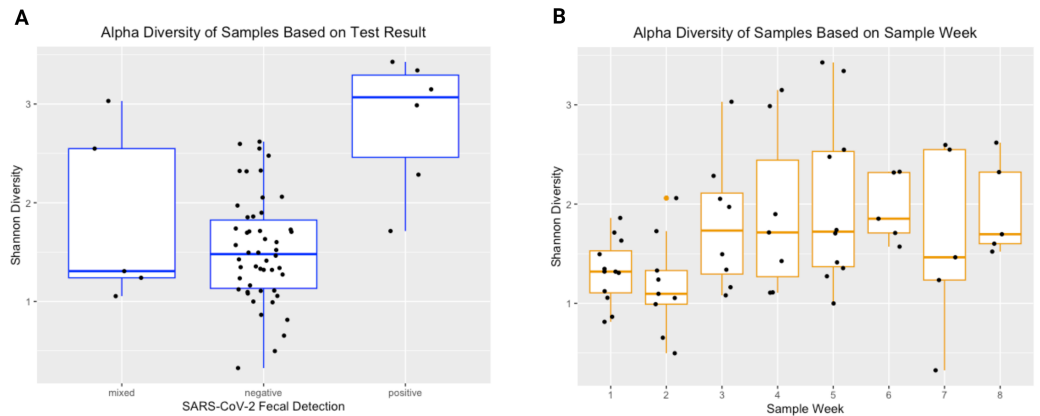 A
Alpha Diversity of Samples Based on Test Result
Shannon Diversity
3
2
1
mixed negative positive
SARS-CoV-2 Fecal Detection
B
Alpha Diversity of Samples Based on Sample Week
Shannon Diversity
3
2
1
1 2 3 4 5 6 7 8
Sample Week